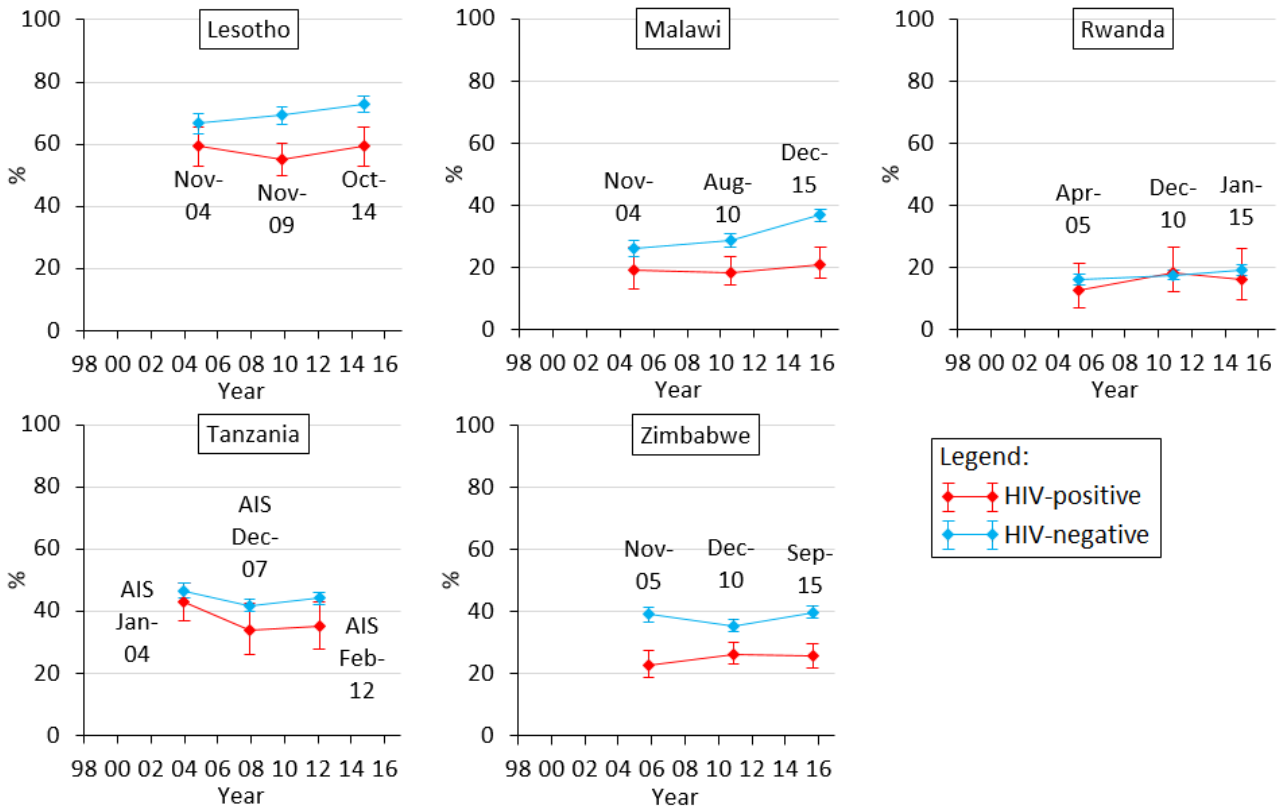 Lesotho
100
80
60
40
20
0
%
Nov-
04
Nov-
09
Oct-
14
98 00 02 04 06 08 10 12 14 16
Year
Malawi
100
80
60
40
20
0
%
Nov-
04
Aug-
10
Dec-
15
98 00 02 04 06 08 10 12 14 16
Year
Rwanda
100
80
60
40
20
0
%
Apr-
05
Dec-
10
Jan-
15
98 00 02 04 06 08 10 12 14 16
Year
Tanzania
100
80
60
40
20
0
%
AIS
Jan-
04
AIS
Dec-
07
AIS
Feb-
12
98 00 02 04 06 08 10 12 14 16
Year
Zimbabwe
100
80
60
40
20
0
%
Nov-
05
Dec-
10
Sep-
15
98 00 02 04 06 08 10 12 14 16
Year
Legend:
HIV-positive
HIV-negative